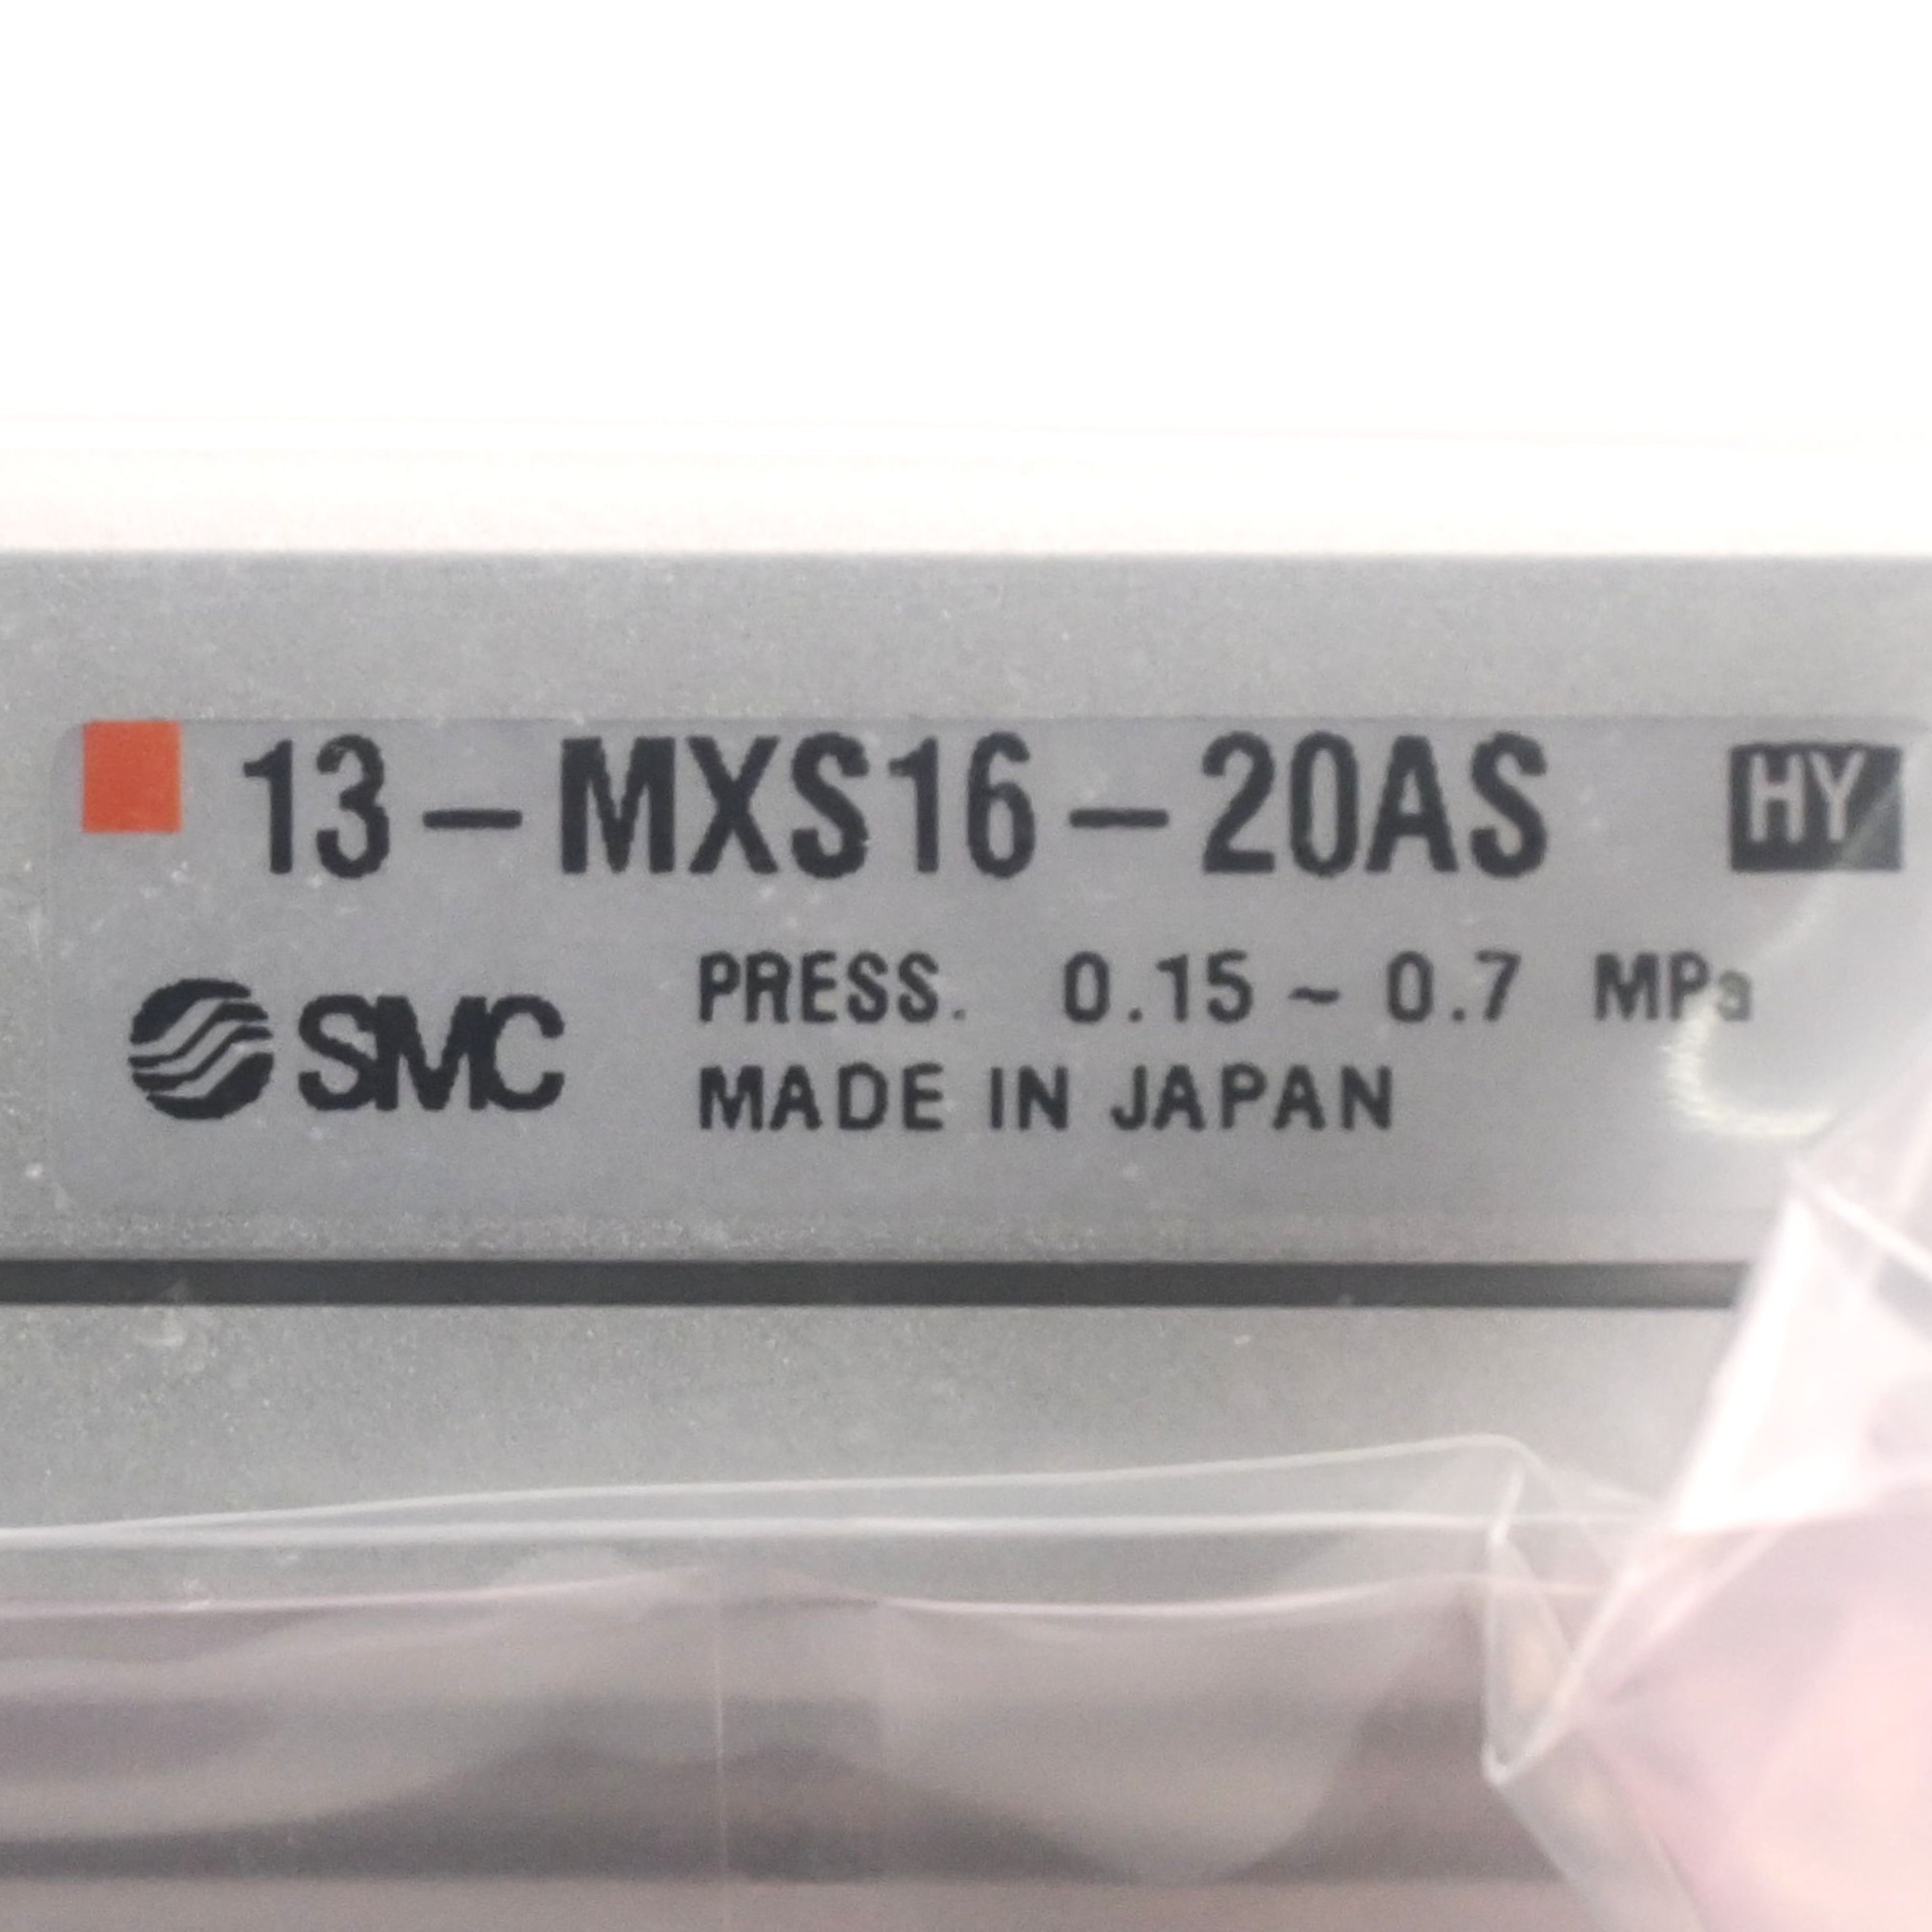 13-MXS16-20AS HY
SMC PRESS. 0.15~0.7 MPa
MADE IN JAPAN